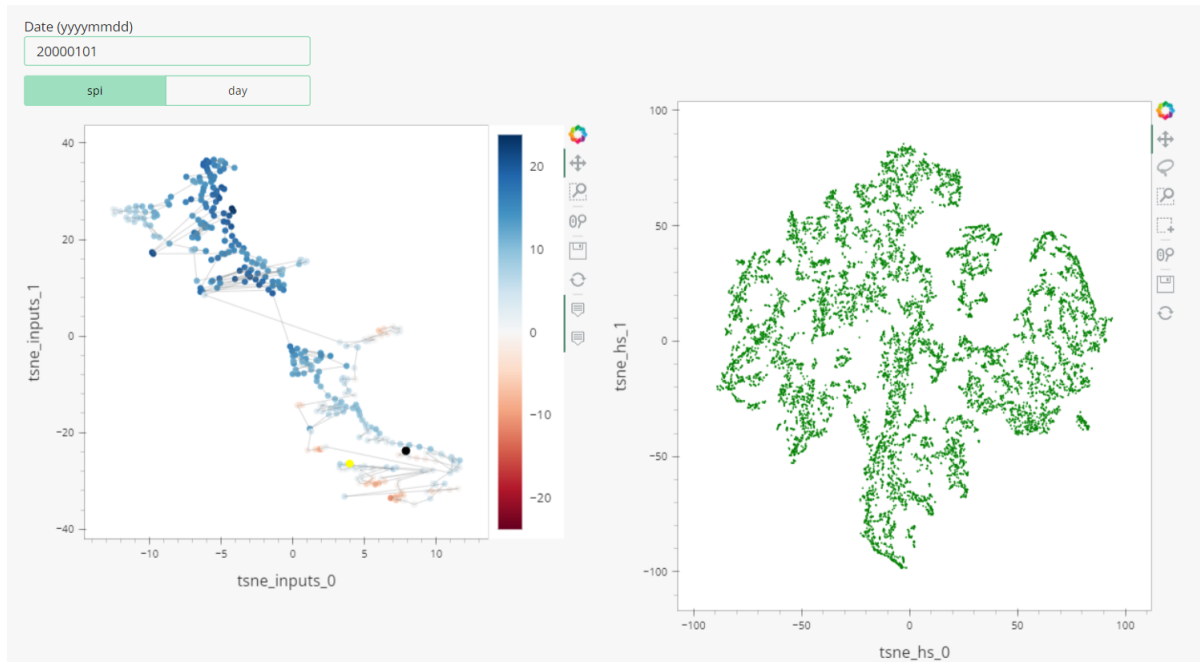 Date (yyyymmdd)
20000101
spi day
40
20
0
−20
−40
tsne_inputs_1
−10 −5 0 5 10
tsne_inputs_0
20
10
0
−10
−20
100
50
0
−50
−100
tsne_hs_1
−100 −50 0 50 100
tsne_hs_0